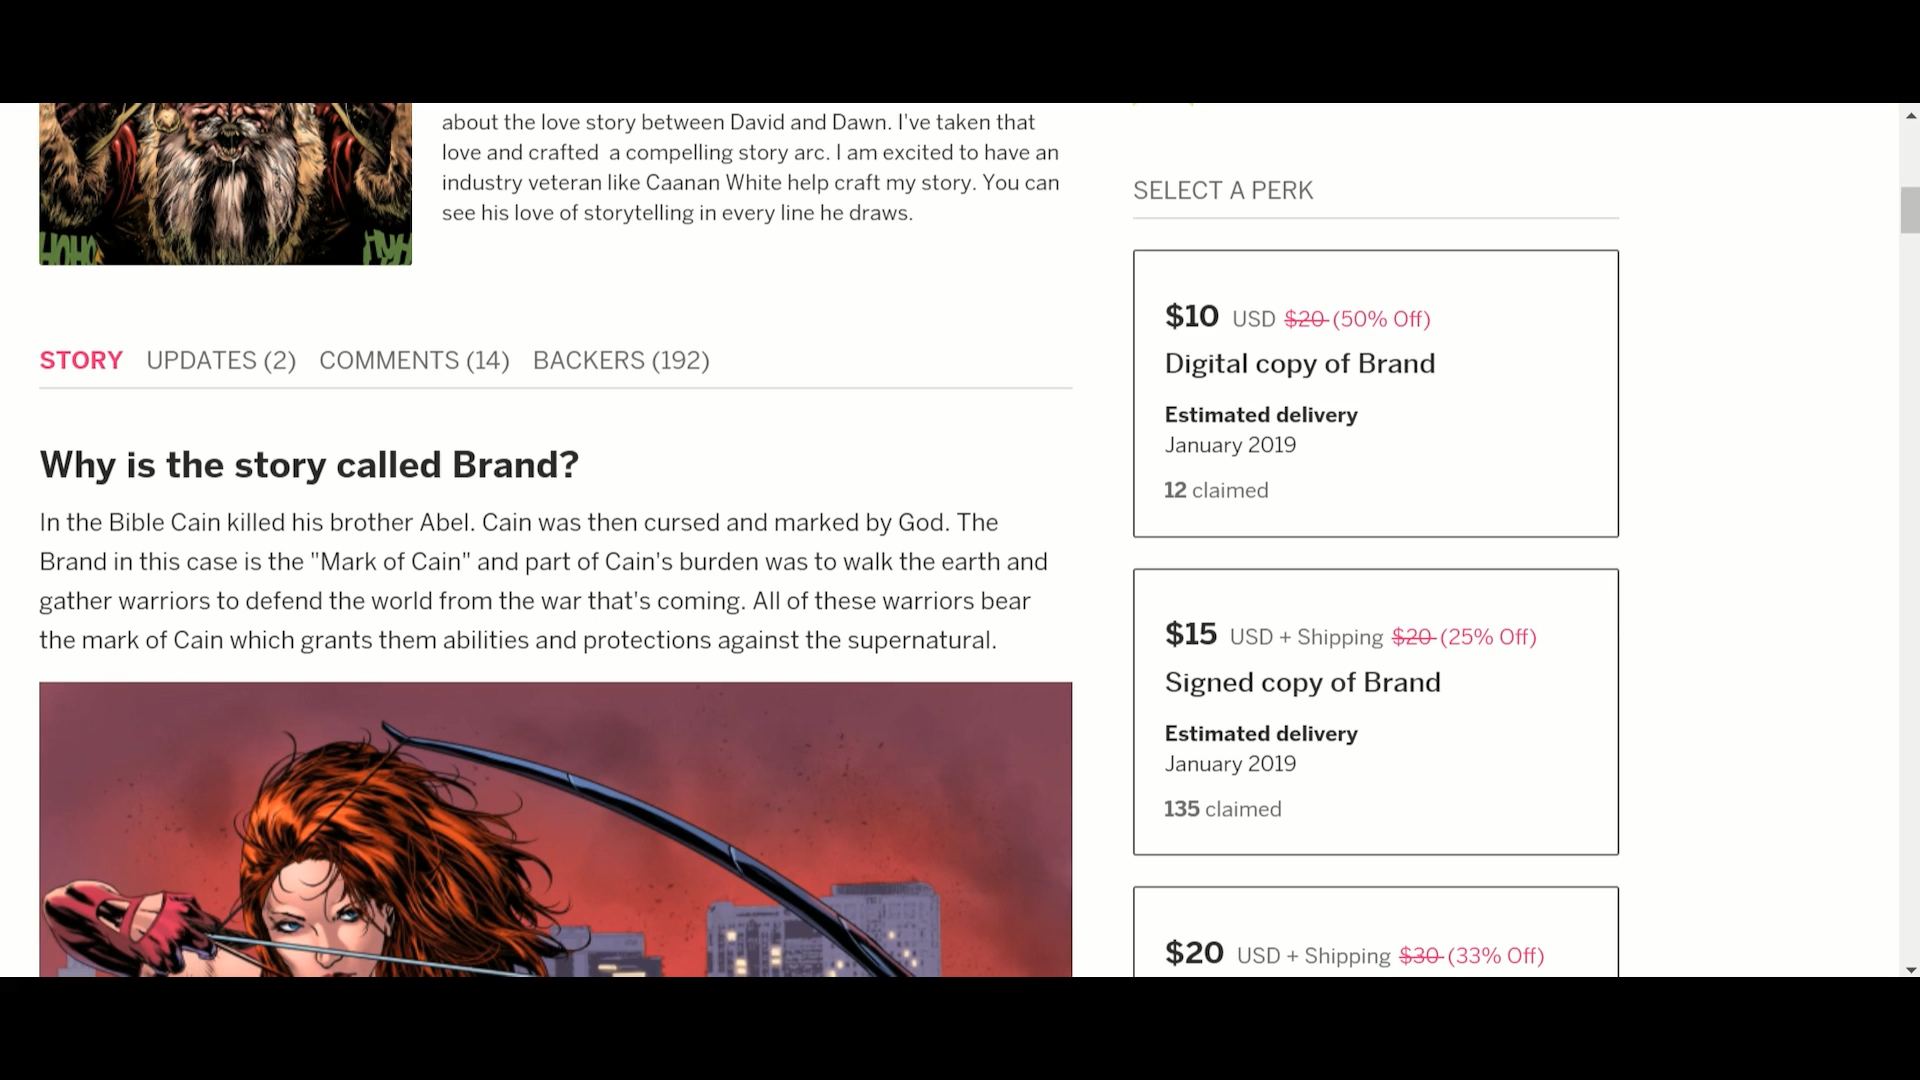 about the love story between David and Dawn. I've taken that
love and crafted  a compelling story arc. I am excited to have an
industry veteran like Caanan White help craft my story. You can
see his love of storytelling in every line he draws.
STORY UPDATES (2) COMMENTS (14) BACKERS (192)
Why is the story called Brand?
In the Bible Cain killed his brother Abel. Cain was then cursed and marked by God. The
Brand in this case is the "Mark of Cain" and part of Cain's burden was to walk the earth and
gather warriors to defend the world from the war that's coming. All of these warriors bear
the mark of Cain which grants them abilities and protections against the supernatural.
SELECT A PERK
$10 USD $20 (50% Off)
Digital copy of Brand
Estimated delivery
January 2019
12 claimed
$15 USD + Shipping $20 (25% Off)
Signed copy of Brand
Estimated delivery
January 2019
135 claimed
$20 USD + Shipping $30 (33% Off)